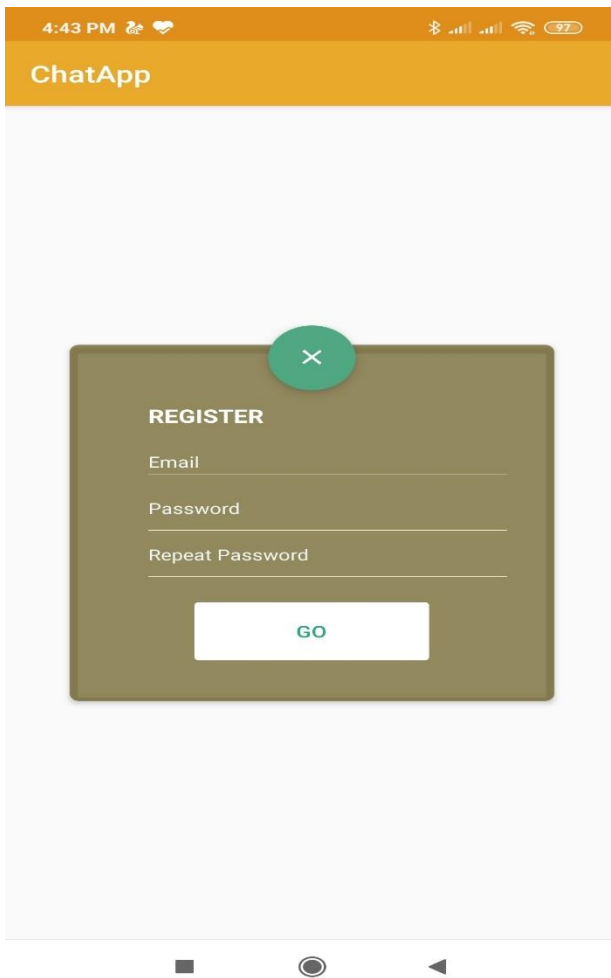 4:43 PM 97
ChatApp
REGISTER
Email
Password
Repeat Password
GO